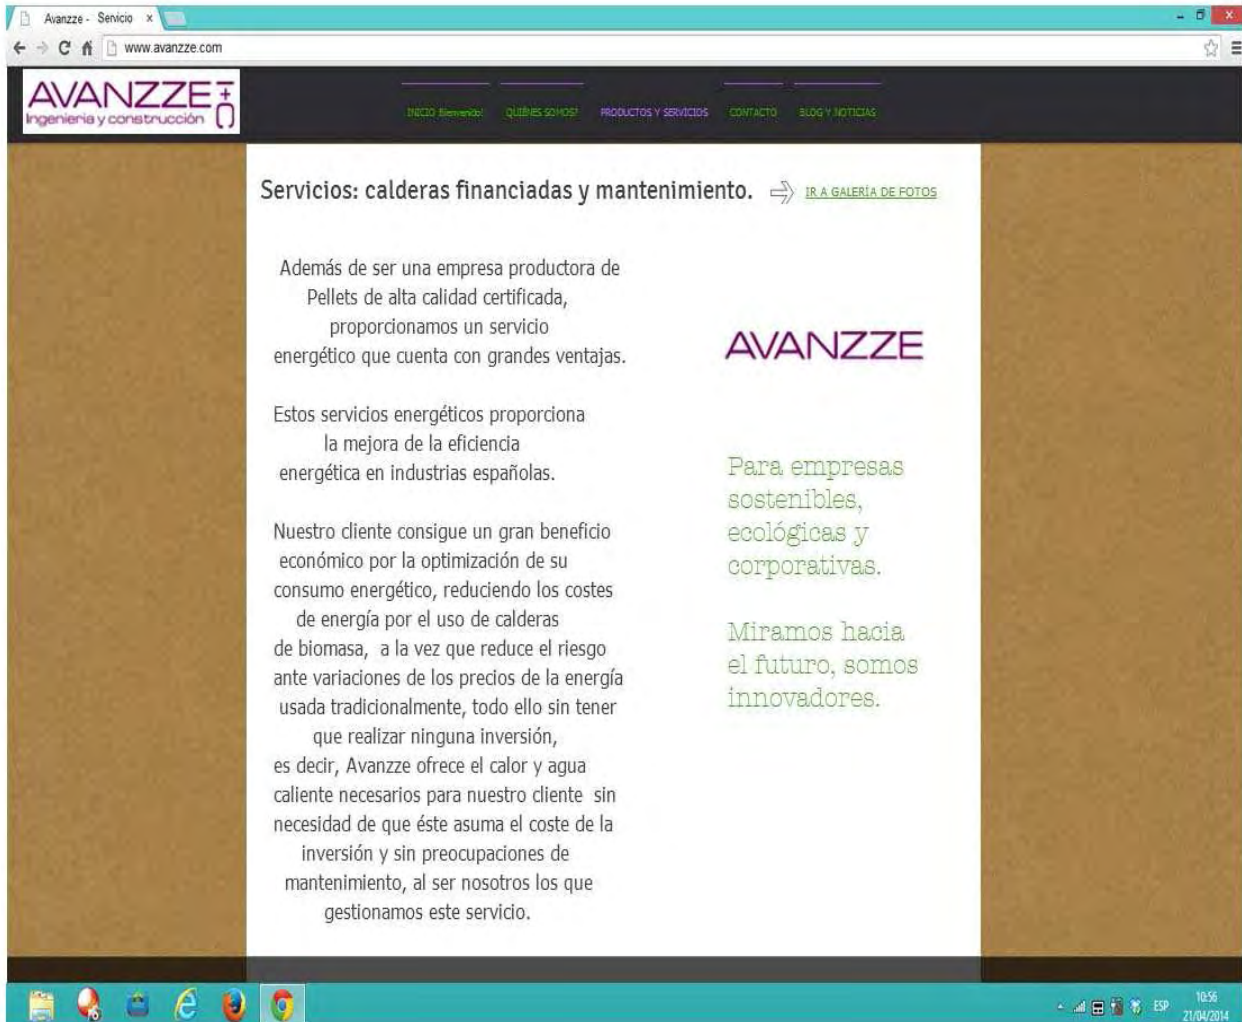 Avanzze - Servicio x
www.avanzze.com
AVANZZE
Ingeniería y construcción
I+D
INICIO Bienvenido! QUIÉNES SOMOS? PRODUCTOS Y SERVICIOS CONTACTO BLOG Y NOTICIAS
Servicios: calderas financiadas y mantenimiento. IR A GALERÍA DE FOTOS
Además de ser una empresa productora de
Pellets de alta calidad certificada,
proporcionamos un servicio
energético que cuenta con grandes ventajas.
Estos servicios energéticos proporciona
la mejora de la eficiencia
energética en industrias españolas.
Nuestro cliente consigue un gran beneficio
económico por la optimización de su
consumo energético, reduciendo los costes
de energía por el uso de calderas
de biomasa, a la vez que reduce el riesgo
ante variaciones de los precios de la energía
usada tradicionalmente, todo ello sin tener
que realizar ninguna inversión,
es decir, Avanzze ofrece el calor y agua
caliente necesarios para nuestro cliente sin
necesidad de que éste asuma el coste de la
inversión y sin preocupaciones de
mantenimiento, al ser nosotros los que
gestionamos este servicio.
AVANZZE
Para empresas
sostenibles,
ecológicas y
corporativas.
Miramos hacia
el futuro, somos
innovadores.
ESP 10:56
21/04/2014